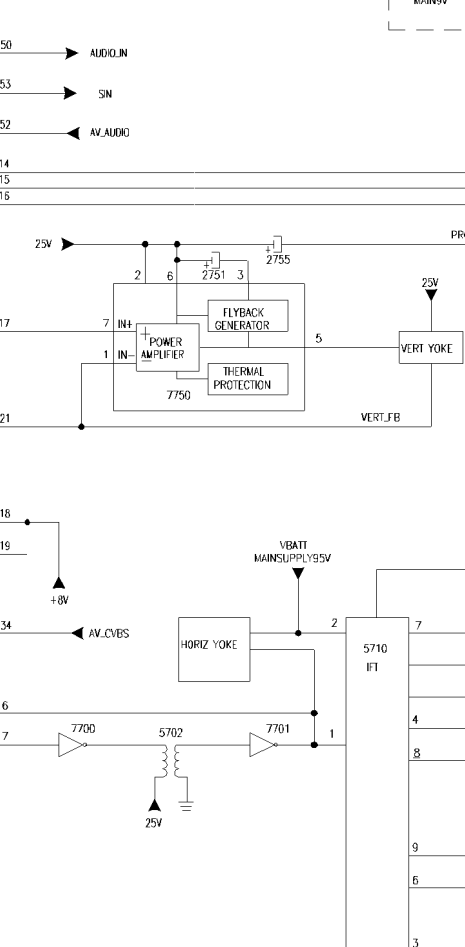 MAIN9V
50
AUDIO_IN
53
SIN
52
AV_AUDIO
14
15
16
25V
PR
+
2755
+
2751
2
6
3
25V
FLYBACK
GENERATOR
17
7
IN+
+
POWER
AMPLIFIER
−
5
VERT YOKE
1
IN−
THERMAL
PROTECTION
7750
21
VERT_FB
18
19
VBATT
MAINSUPPLY95V
+8V
34
AV_CVBS
HORIZ YOKE
2
7
5710
IFT
6
7
7700
5702
7701
1
4
8
25V
9
6
3